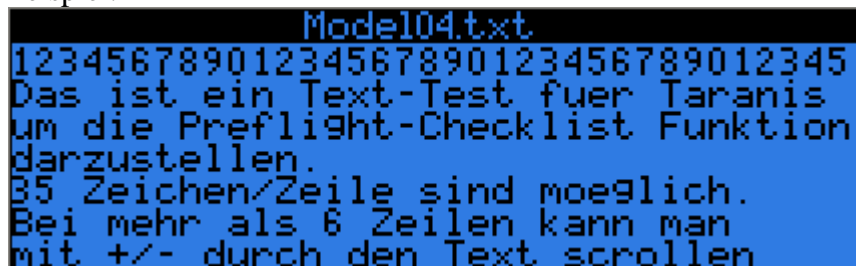 Model04.txt
12345678901234567890123456789012345
Das ist ein Text-Test fuer Taranis
um die Preflight-Checklist Funktion
darzustellen.
35 Zeichen/Zeile sind moeglich.
Bei mehr als 6 Zeilen kann man
mit +/- durch den Text scrollen